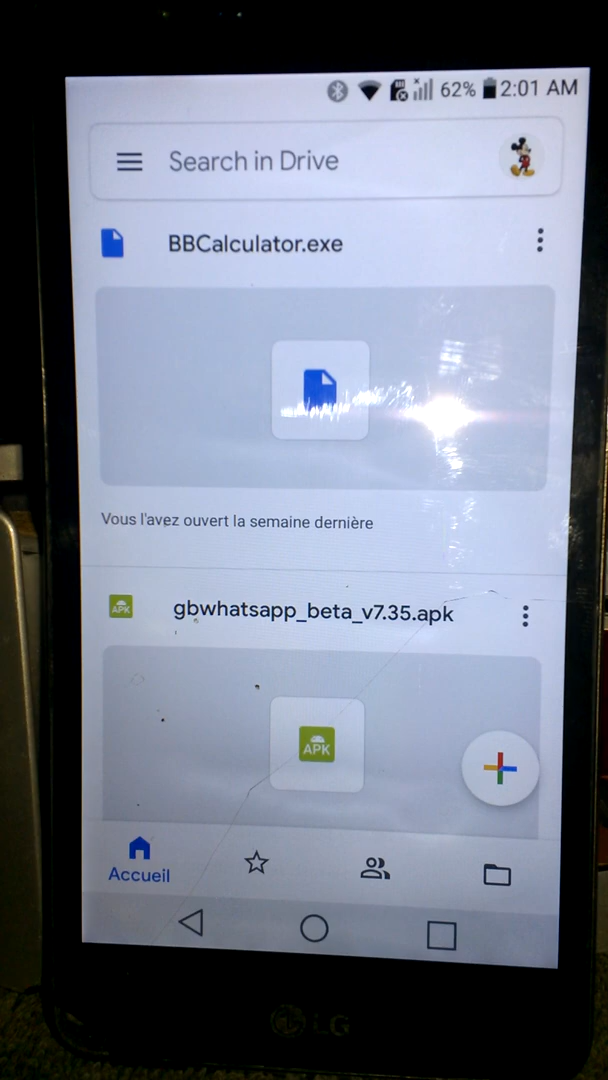 62% 2:01 AM
Search in Drive
BBCalculator.exe
Vous l'avez ouvert la semaine dernière
APK gbwhatsapp_beta_v7.35.apk
APK
Accueil
LG